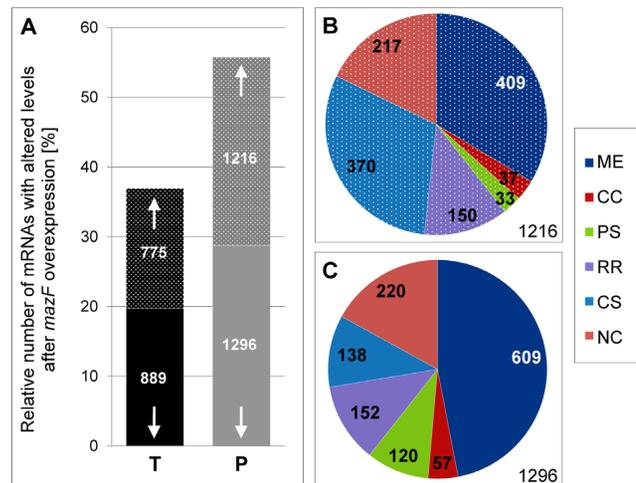 A
Relative number of mRNAs with altered levels
after mazF overexpression [%]
60
50
40
30
20
10
0
775
889
1216
1296
T
P
B
217
409
370
37
33
150
1216
C
220
609
138
152
120
57
1296
ME
CC
PS
RR
CS
NC